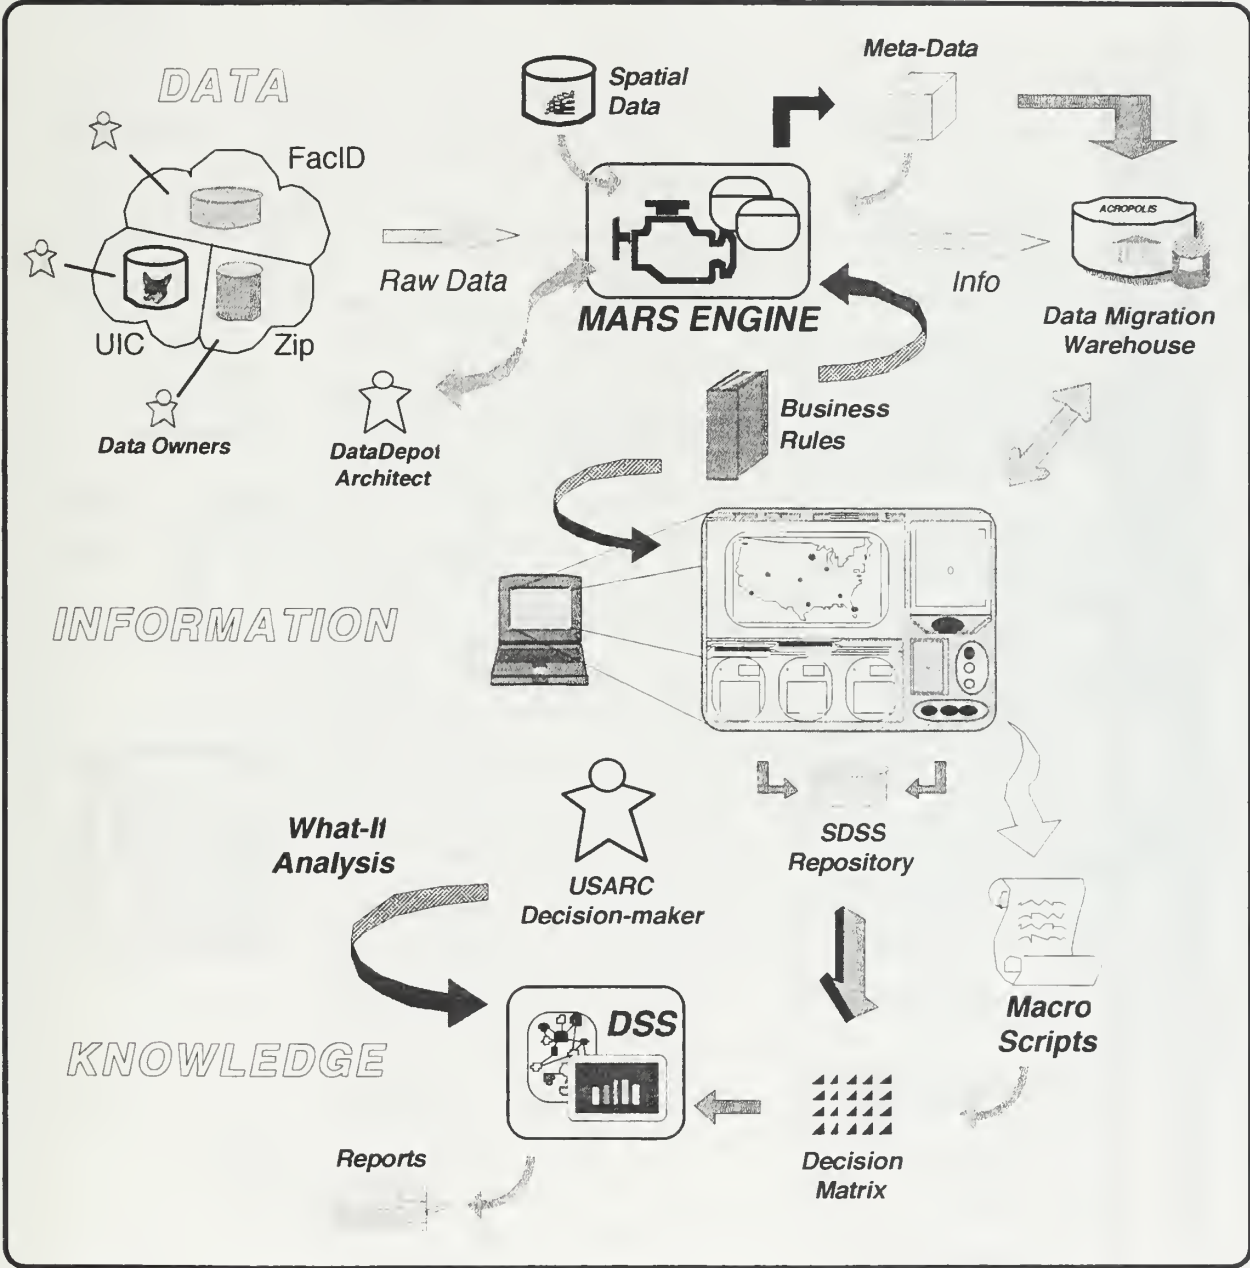 DATA
Spatial
Data
Meta-Data
FacID
ACROPOLIS
Raw Data
Info
MARS ENGINE
UIC
Zip
Data Migration
Warehouse
Data Owners
DataDepot
Architect
Business
Rules
INFORMATION
What-If
Analysis
USARC
Decision-maker
SDSS
Repository
Macro
Scripts
KNOWLEDGE
DSS
Reports
Decision
Matrix